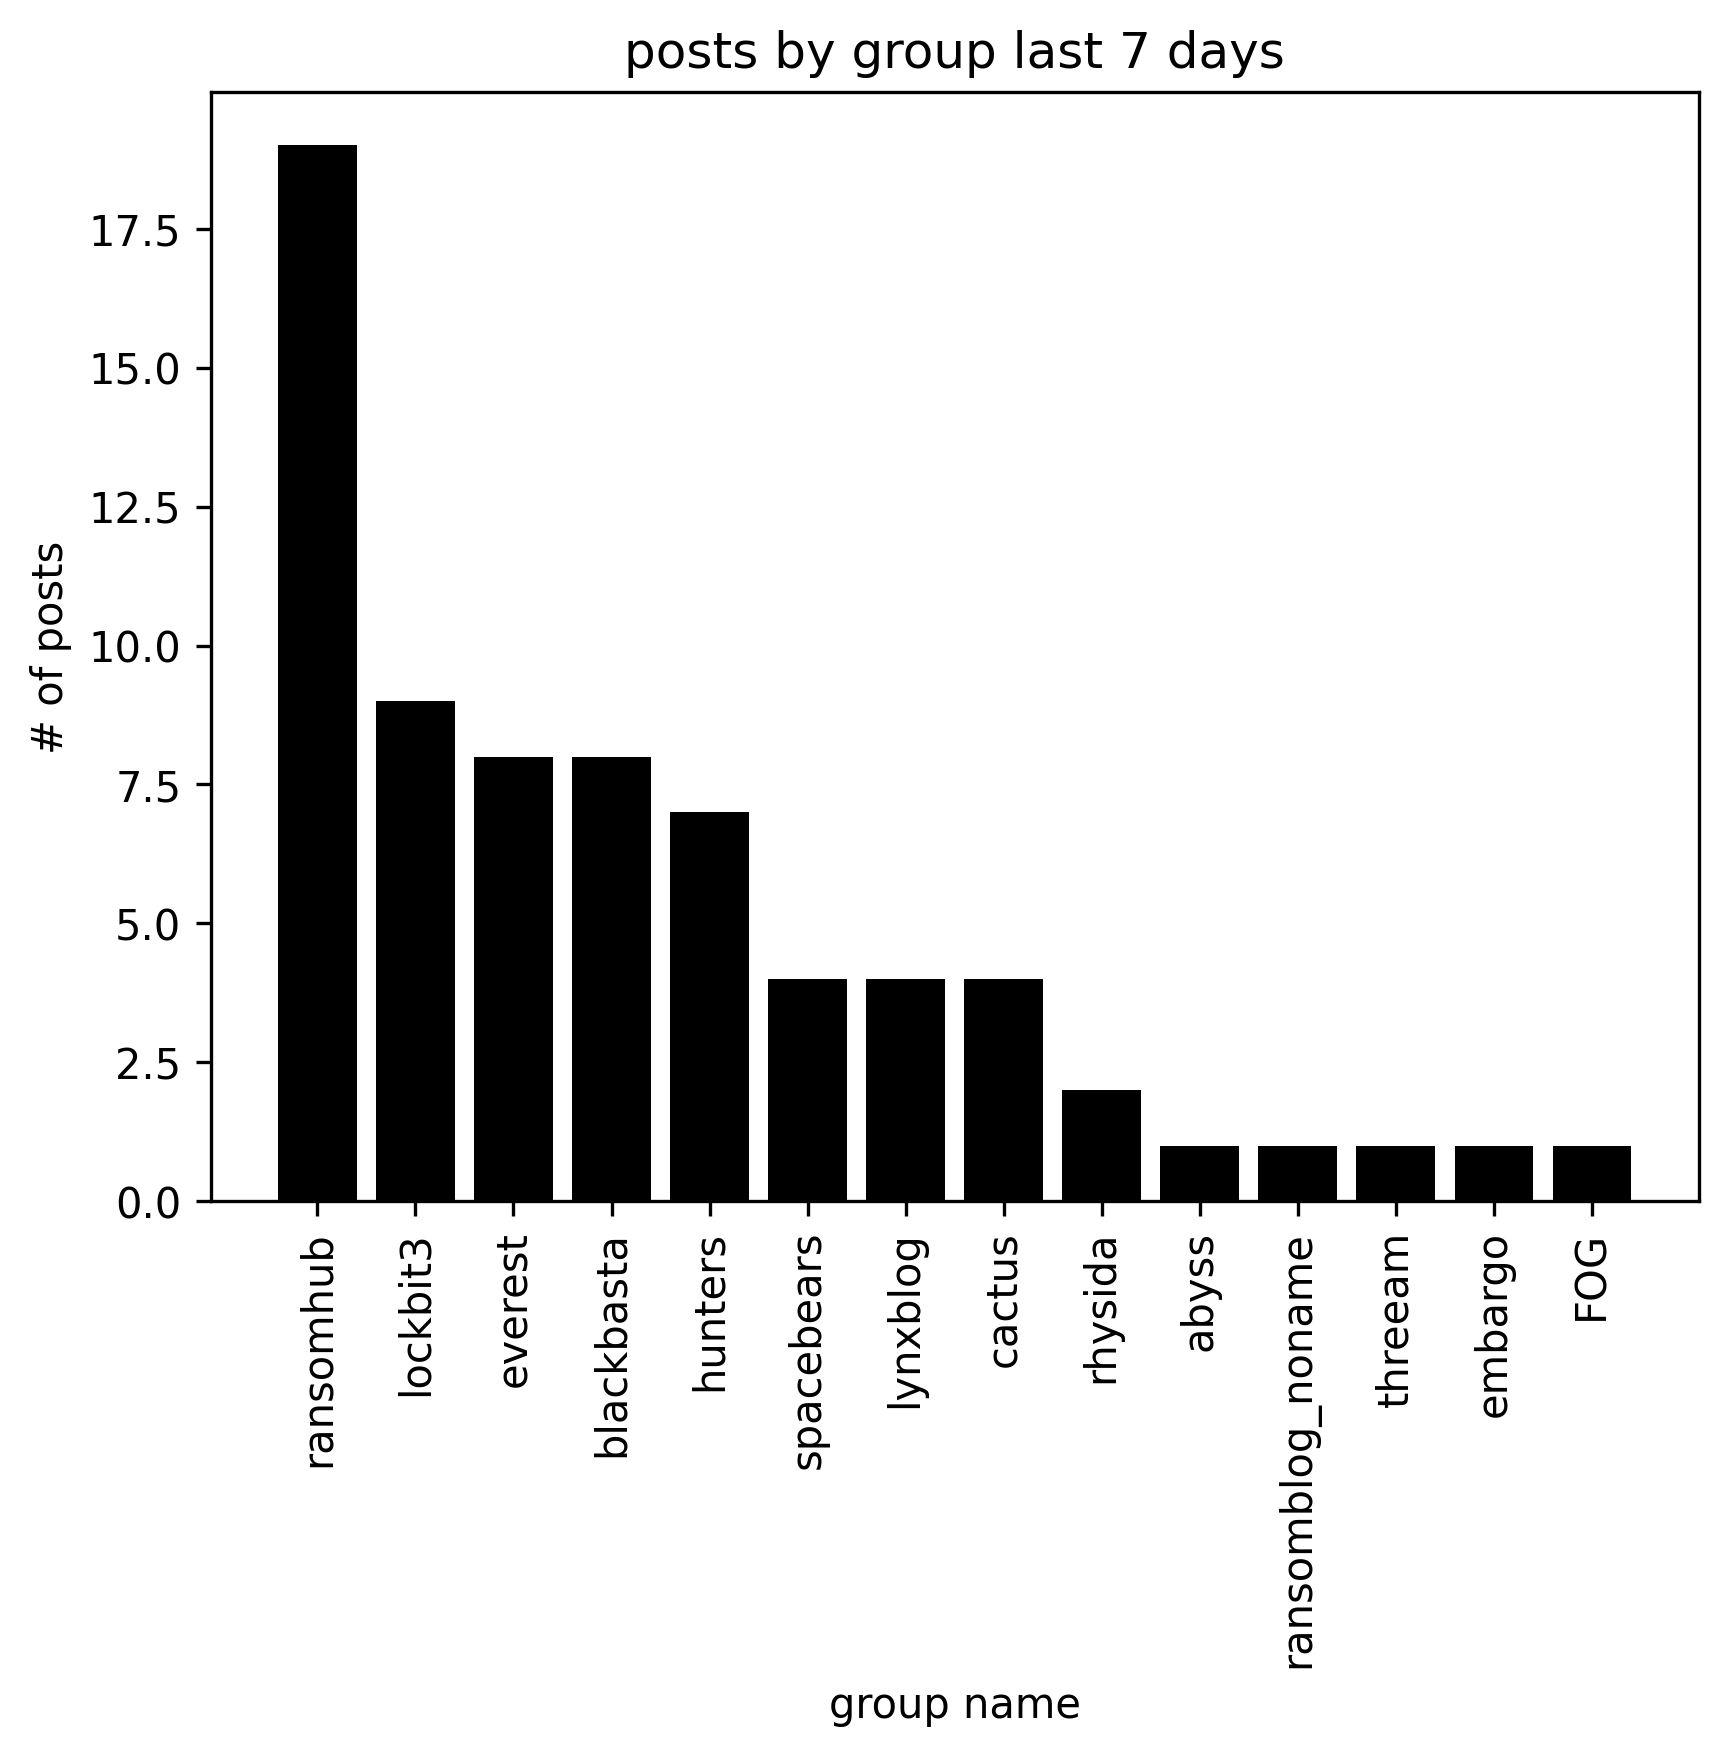 posts by group last 7 days
# of posts
17.5
15.0
12.5
10.0
7.5
5.0
2.5
0.0
ransomhub
lockbit3
everest
blackbasta
hunters
spacebears
lynxblog
cactus
rhysida
abyss
ransomblog_noname
threeam
embargo
FOG
group name